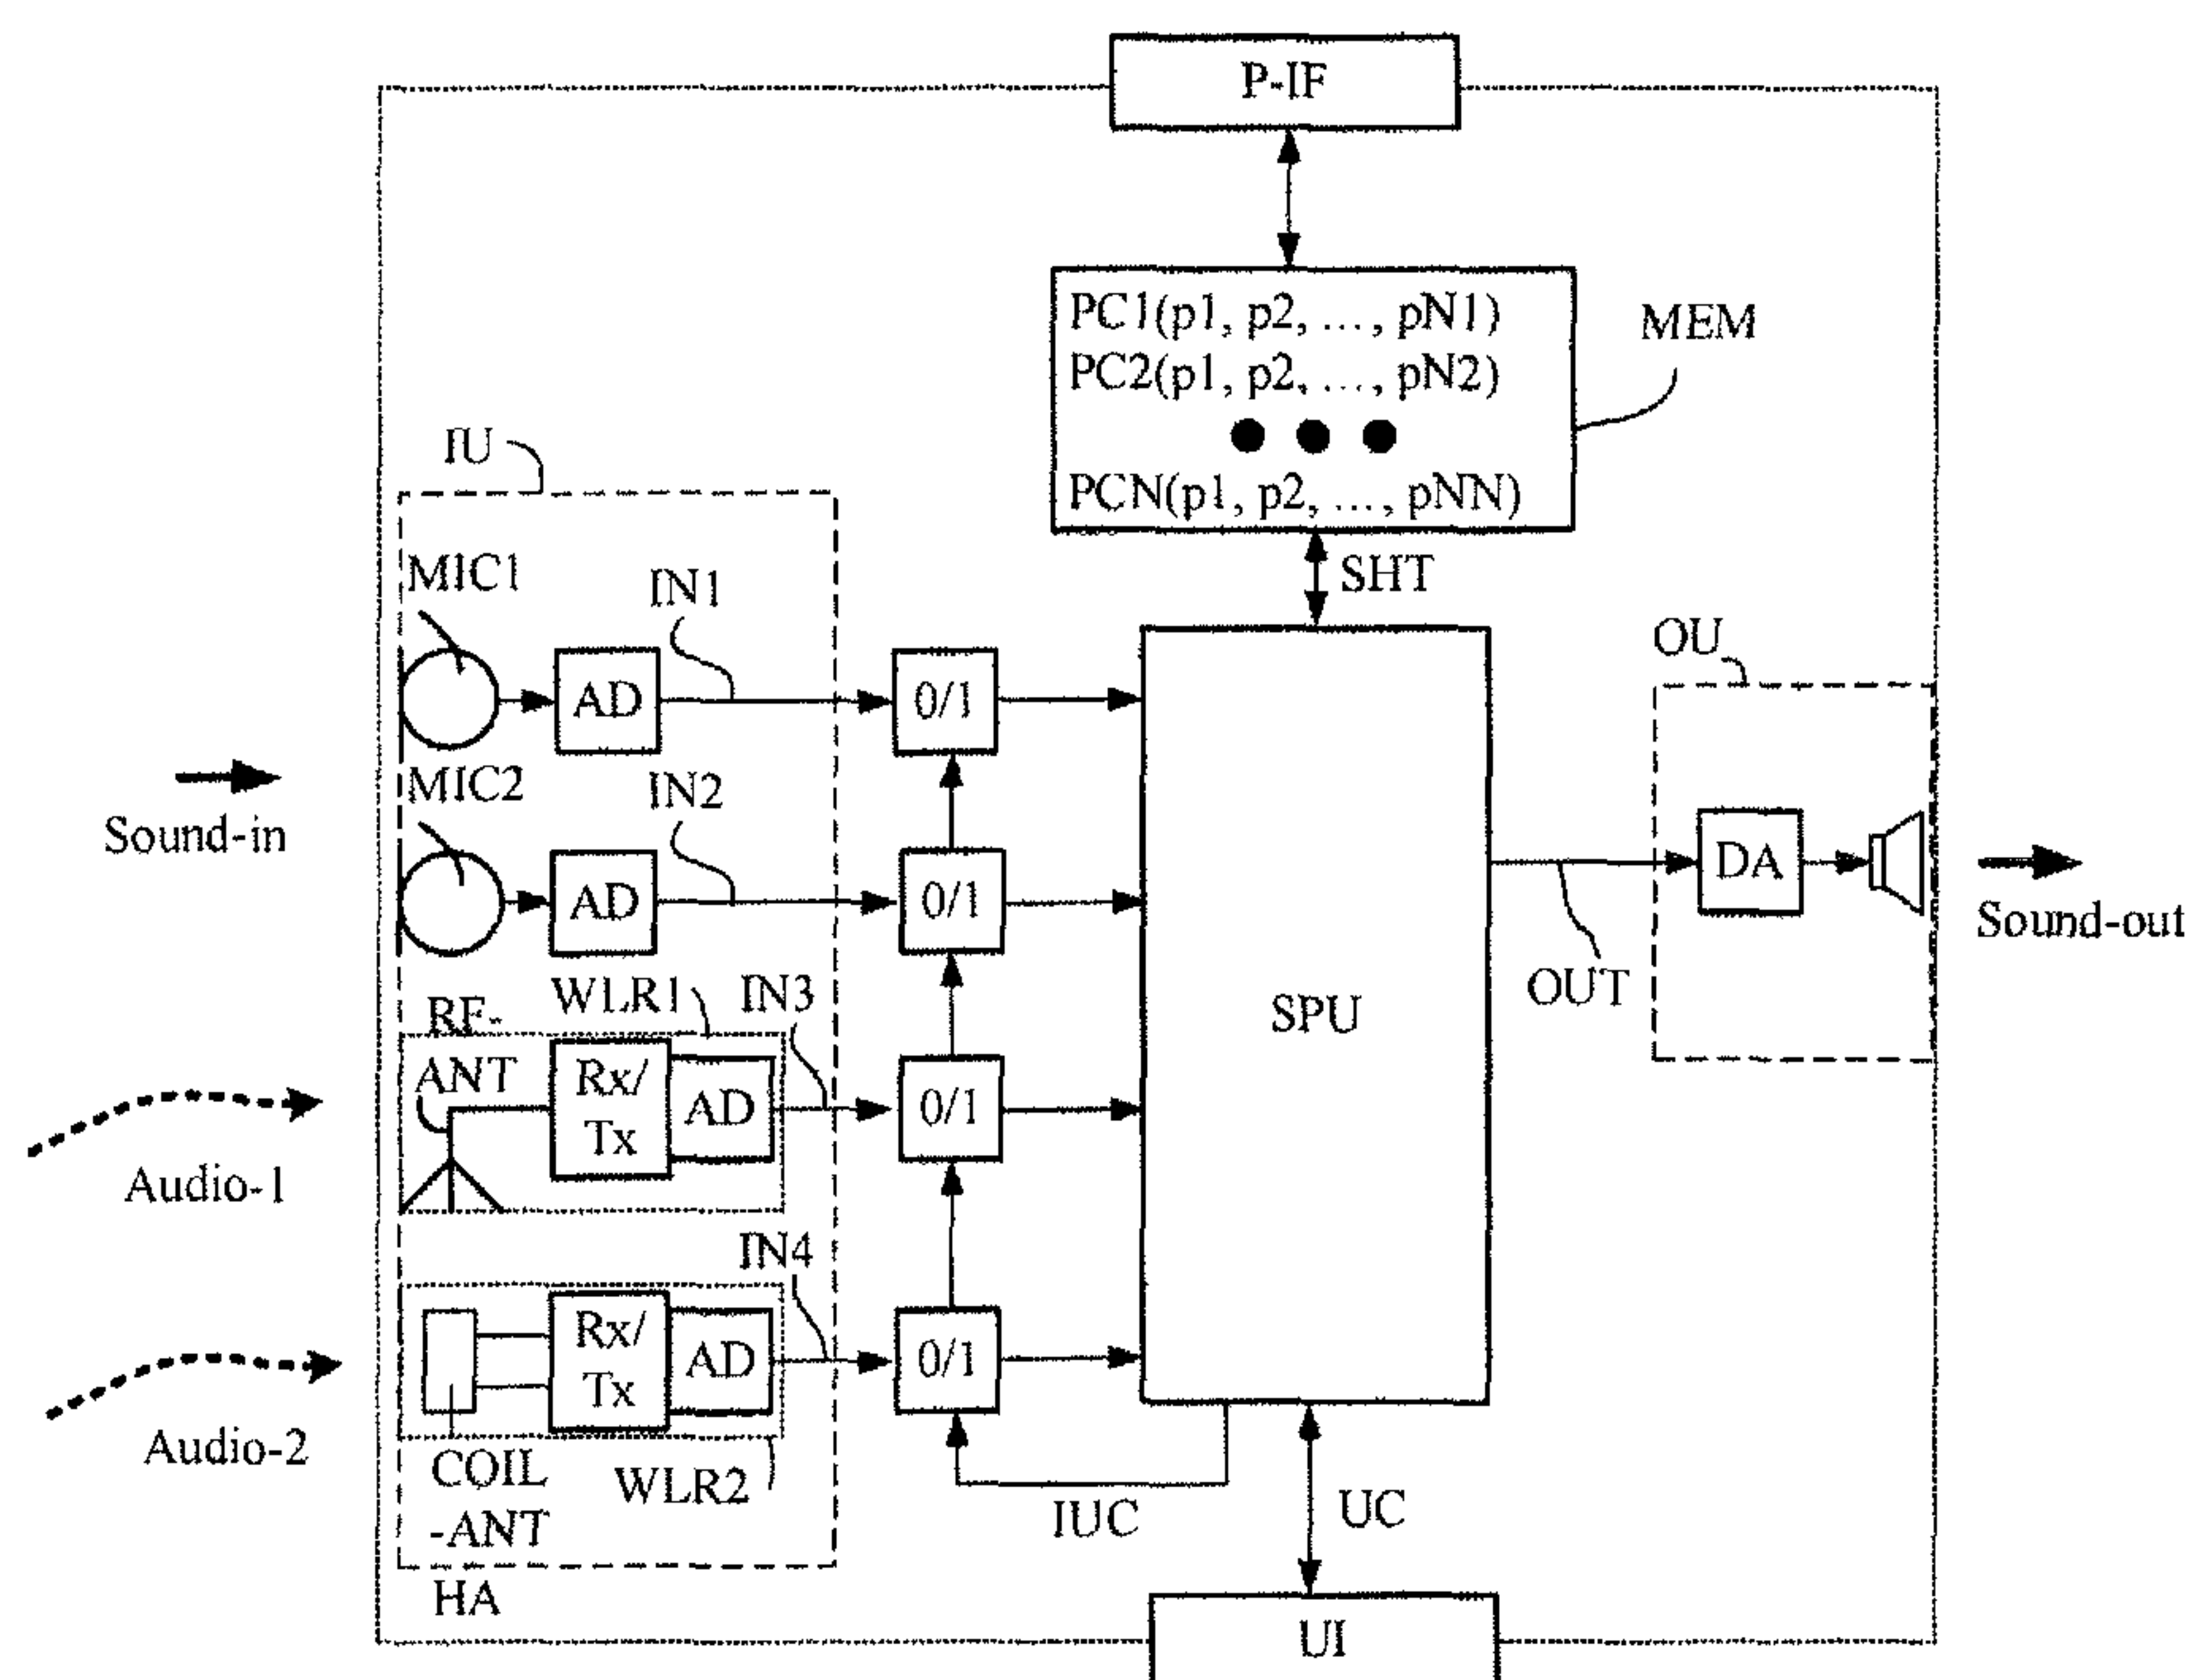 P-IF
PC1(p1, p2, ..., pN1)
PC2(p1, p2, ..., pN2)
PCN(p1, p2, ..., pNN)
MEM
IU
MIC1
IN1
SHT
AD
0/1
OU
MIC2
IN2
Sound-in
AD
0/1
DA
Sound-out
OUT
SPU
RF-
ANT
WLR1
IN3
Rx/
Tx
AD
0/1
Audio-1
IN4
Rx/
Tx
AD
0/1
Audio-2
COIL
-ANT
WLR2
IUC
UC
HA
UI